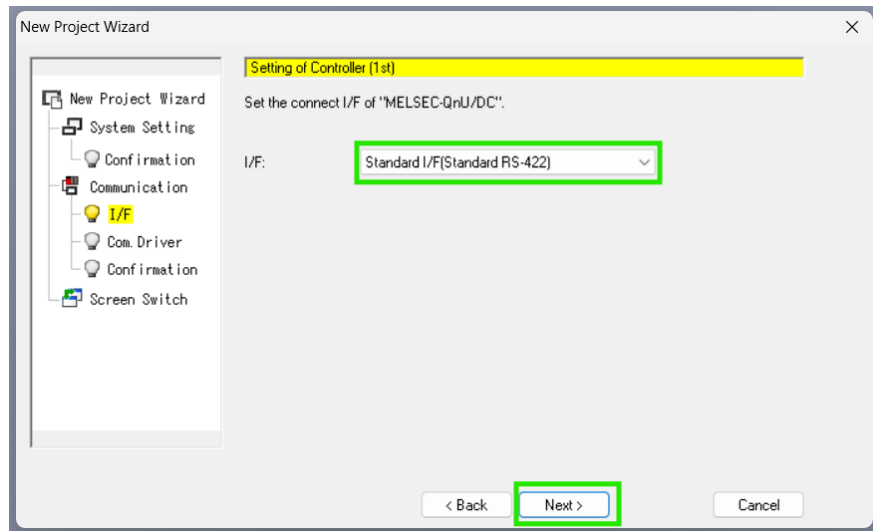 New Project Wizard
Setting of Controller (1st)
New Project Wizard
System Setting
Confirmation
Communication
I/F
Com. Driver
Confirmation
Screen Switch
Set the connect I/F of "MELSEC-QnU/DC".
I/F:
Standard I/F(Standard RS-422)
< Back
Next >
Cancel